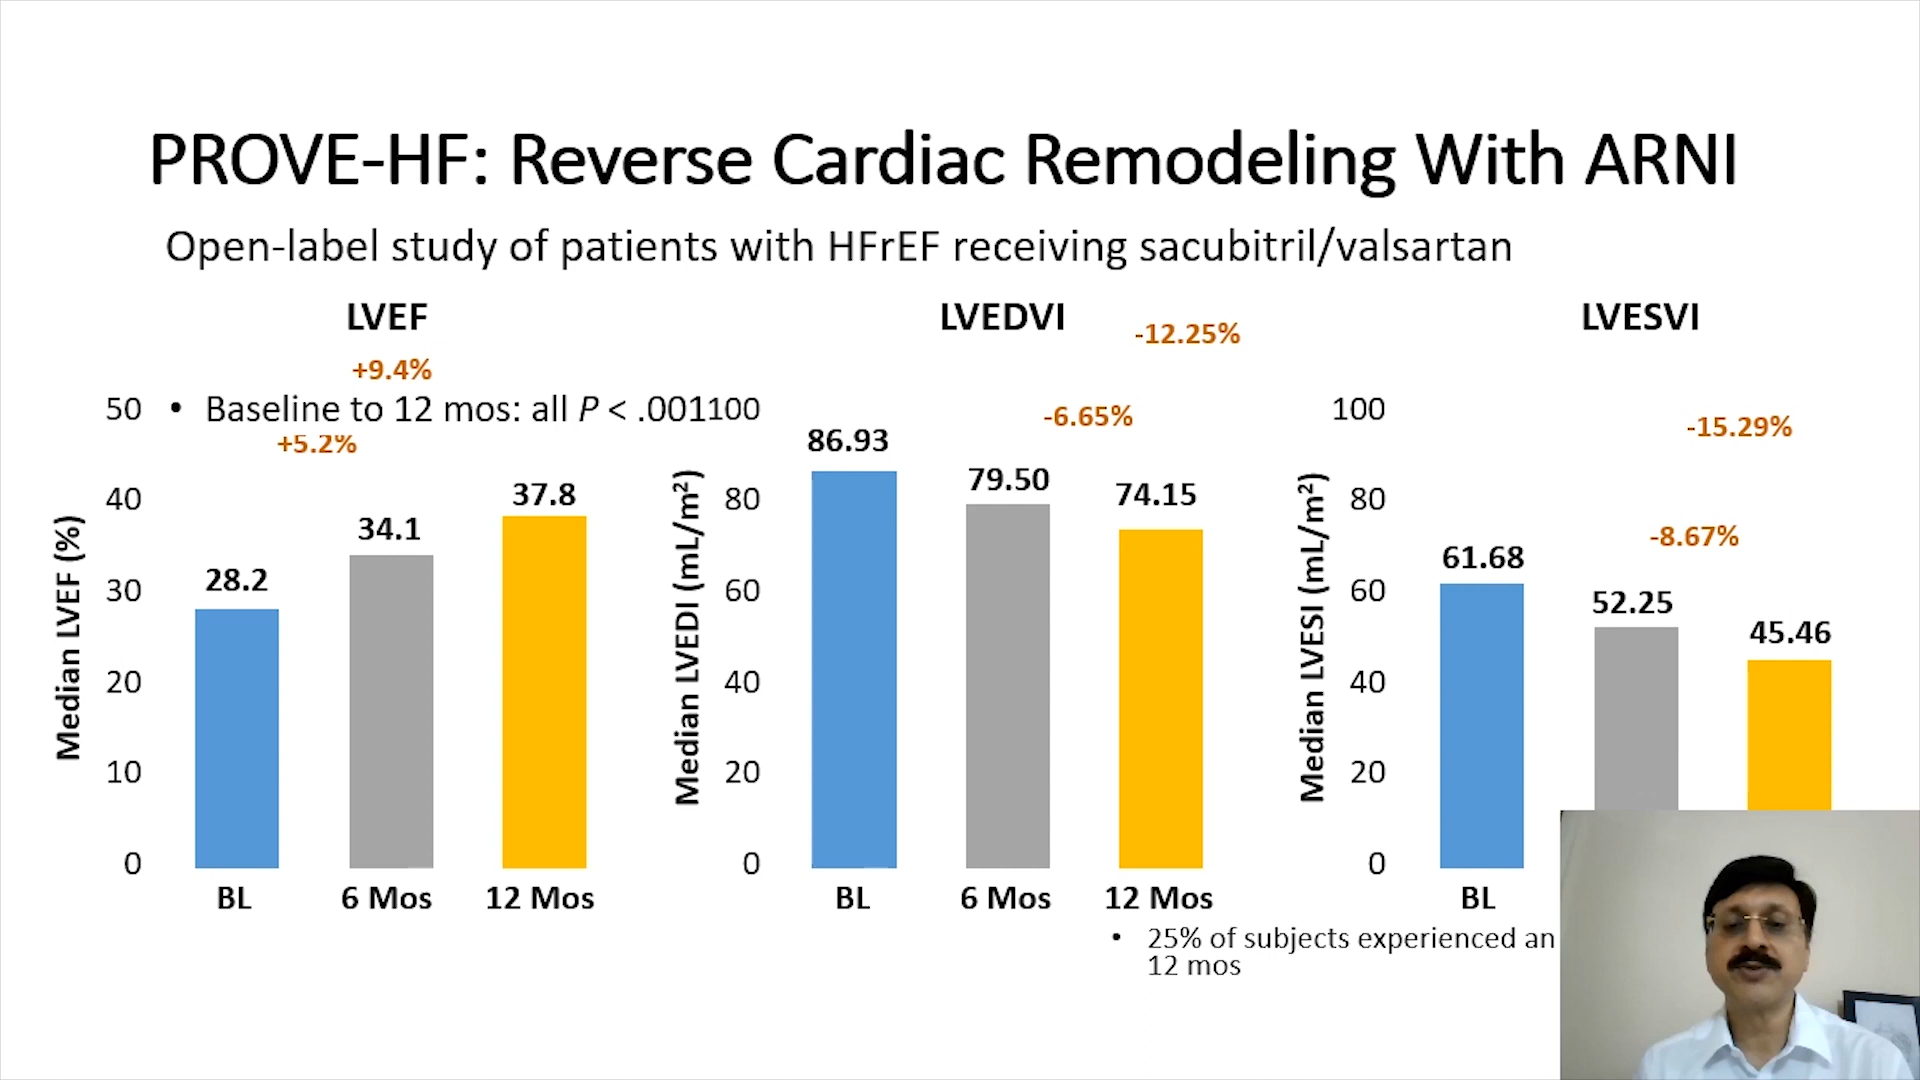 PROVE-HF: Reverse Cardiac Remodeling With ARNI
Open-label study of patients with HFrEF receiving sacubitril/valsartan
LVEF
+9.4%
• Baseline to 12 mos: all P < .001
+5.2%
Median LVEF (%)
50
40
30
20
10
0
28.2
34.1
37.8
BL
6 Mos
12 Mos
LVEDVI
-12.25%
-6.65%
Median LVEDI (mL/m²)
100
80
60
40
20
0
86.93
79.50
74.15
BL
6 Mos
12 Mos
LVESVI
-15.29%
-8.67%
Median LVESI (mL/m²)
100
80
60
40
20
0
61.68
52.25
45.46
BL
• 25% of subjects experienced an
12 mos